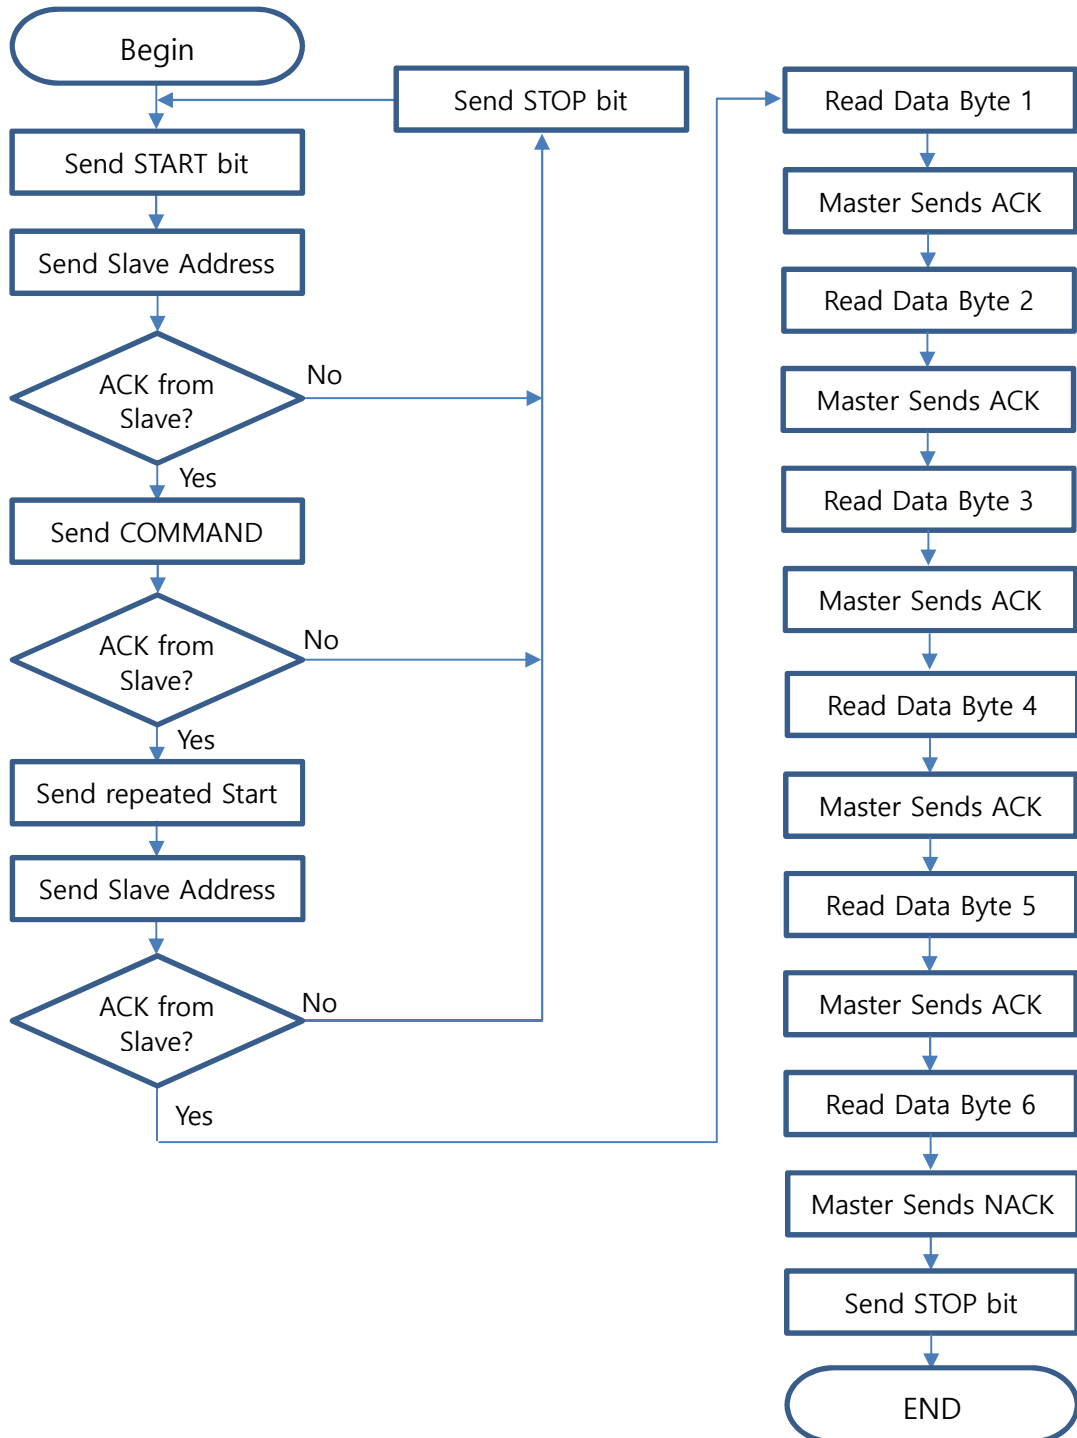 Begin
Send STOP bit
Send START bit
Send Slave Address
ACK from
Slave?
No
Yes
Send COMMAND
ACK from
Slave?
No
Yes
Send repeated Start
Send Slave Address
ACK from
Slave?
No
Yes
Read Data Byte 1
Master Sends ACK
Read Data Byte 2
Master Sends ACK
Read Data Byte 3
Master Sends ACK
Read Data Byte 4
Master Sends ACK
Read Data Byte 5
Master Sends ACK
Read Data Byte 6
Master Sends NACK
Send STOP bit
END